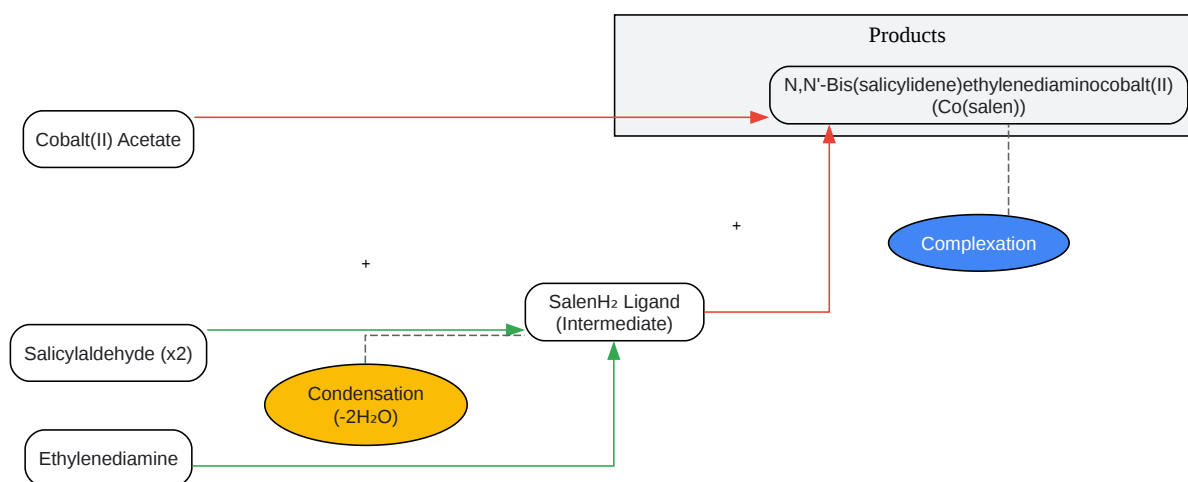 Products
N,N'-Bis(salicylidene)ethylenediaminocobalt(II)
(Co(salen))
Cobalt(II) Acetate
+
Complexation
+
SalenH₂ Ligand
(Intermediate)
Salicylaldehyde (x2)
Condensation
(-2H₂O)
Ethylenediamine